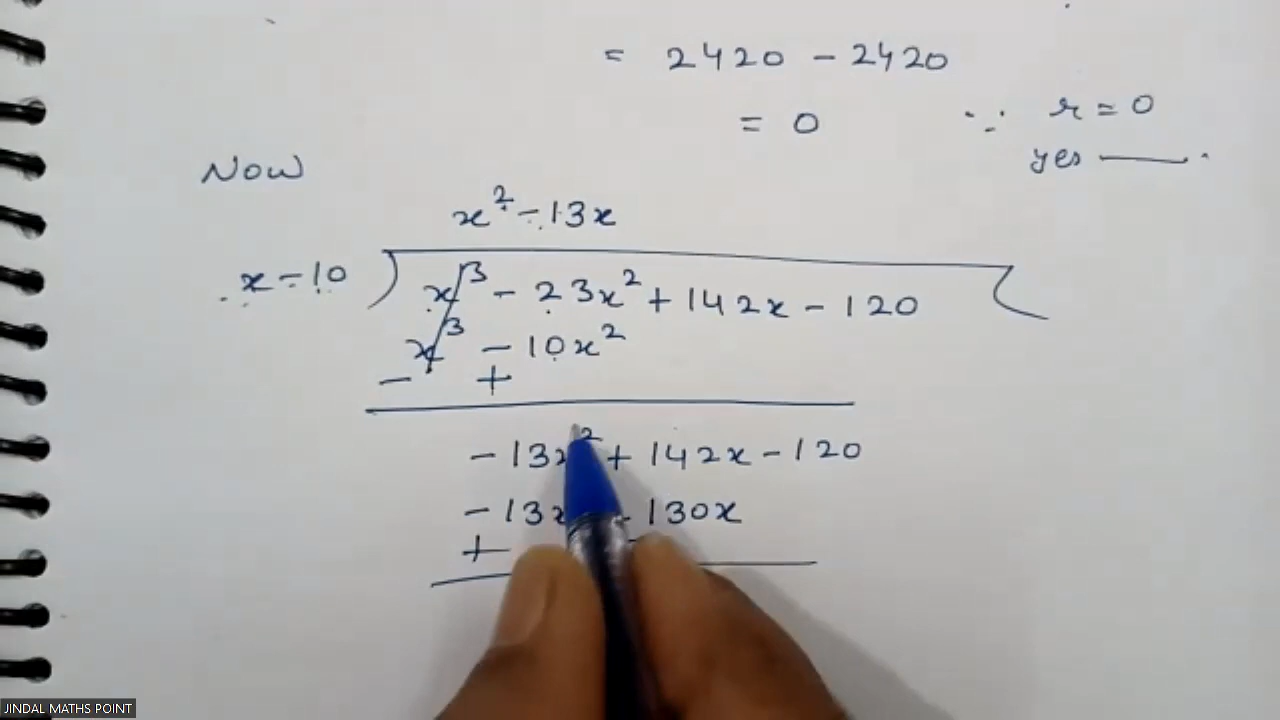 = 2420 - 2420
= 0 ∵ r = 0
yes —.
Now
x² - 13x
x - 10 ) x³ - 23x² + 142x - 120 (
x³ - 10x²
- +
- 13x² + 142x - 120
- 13x 130x
+ -
JINDAL MATHS POINT